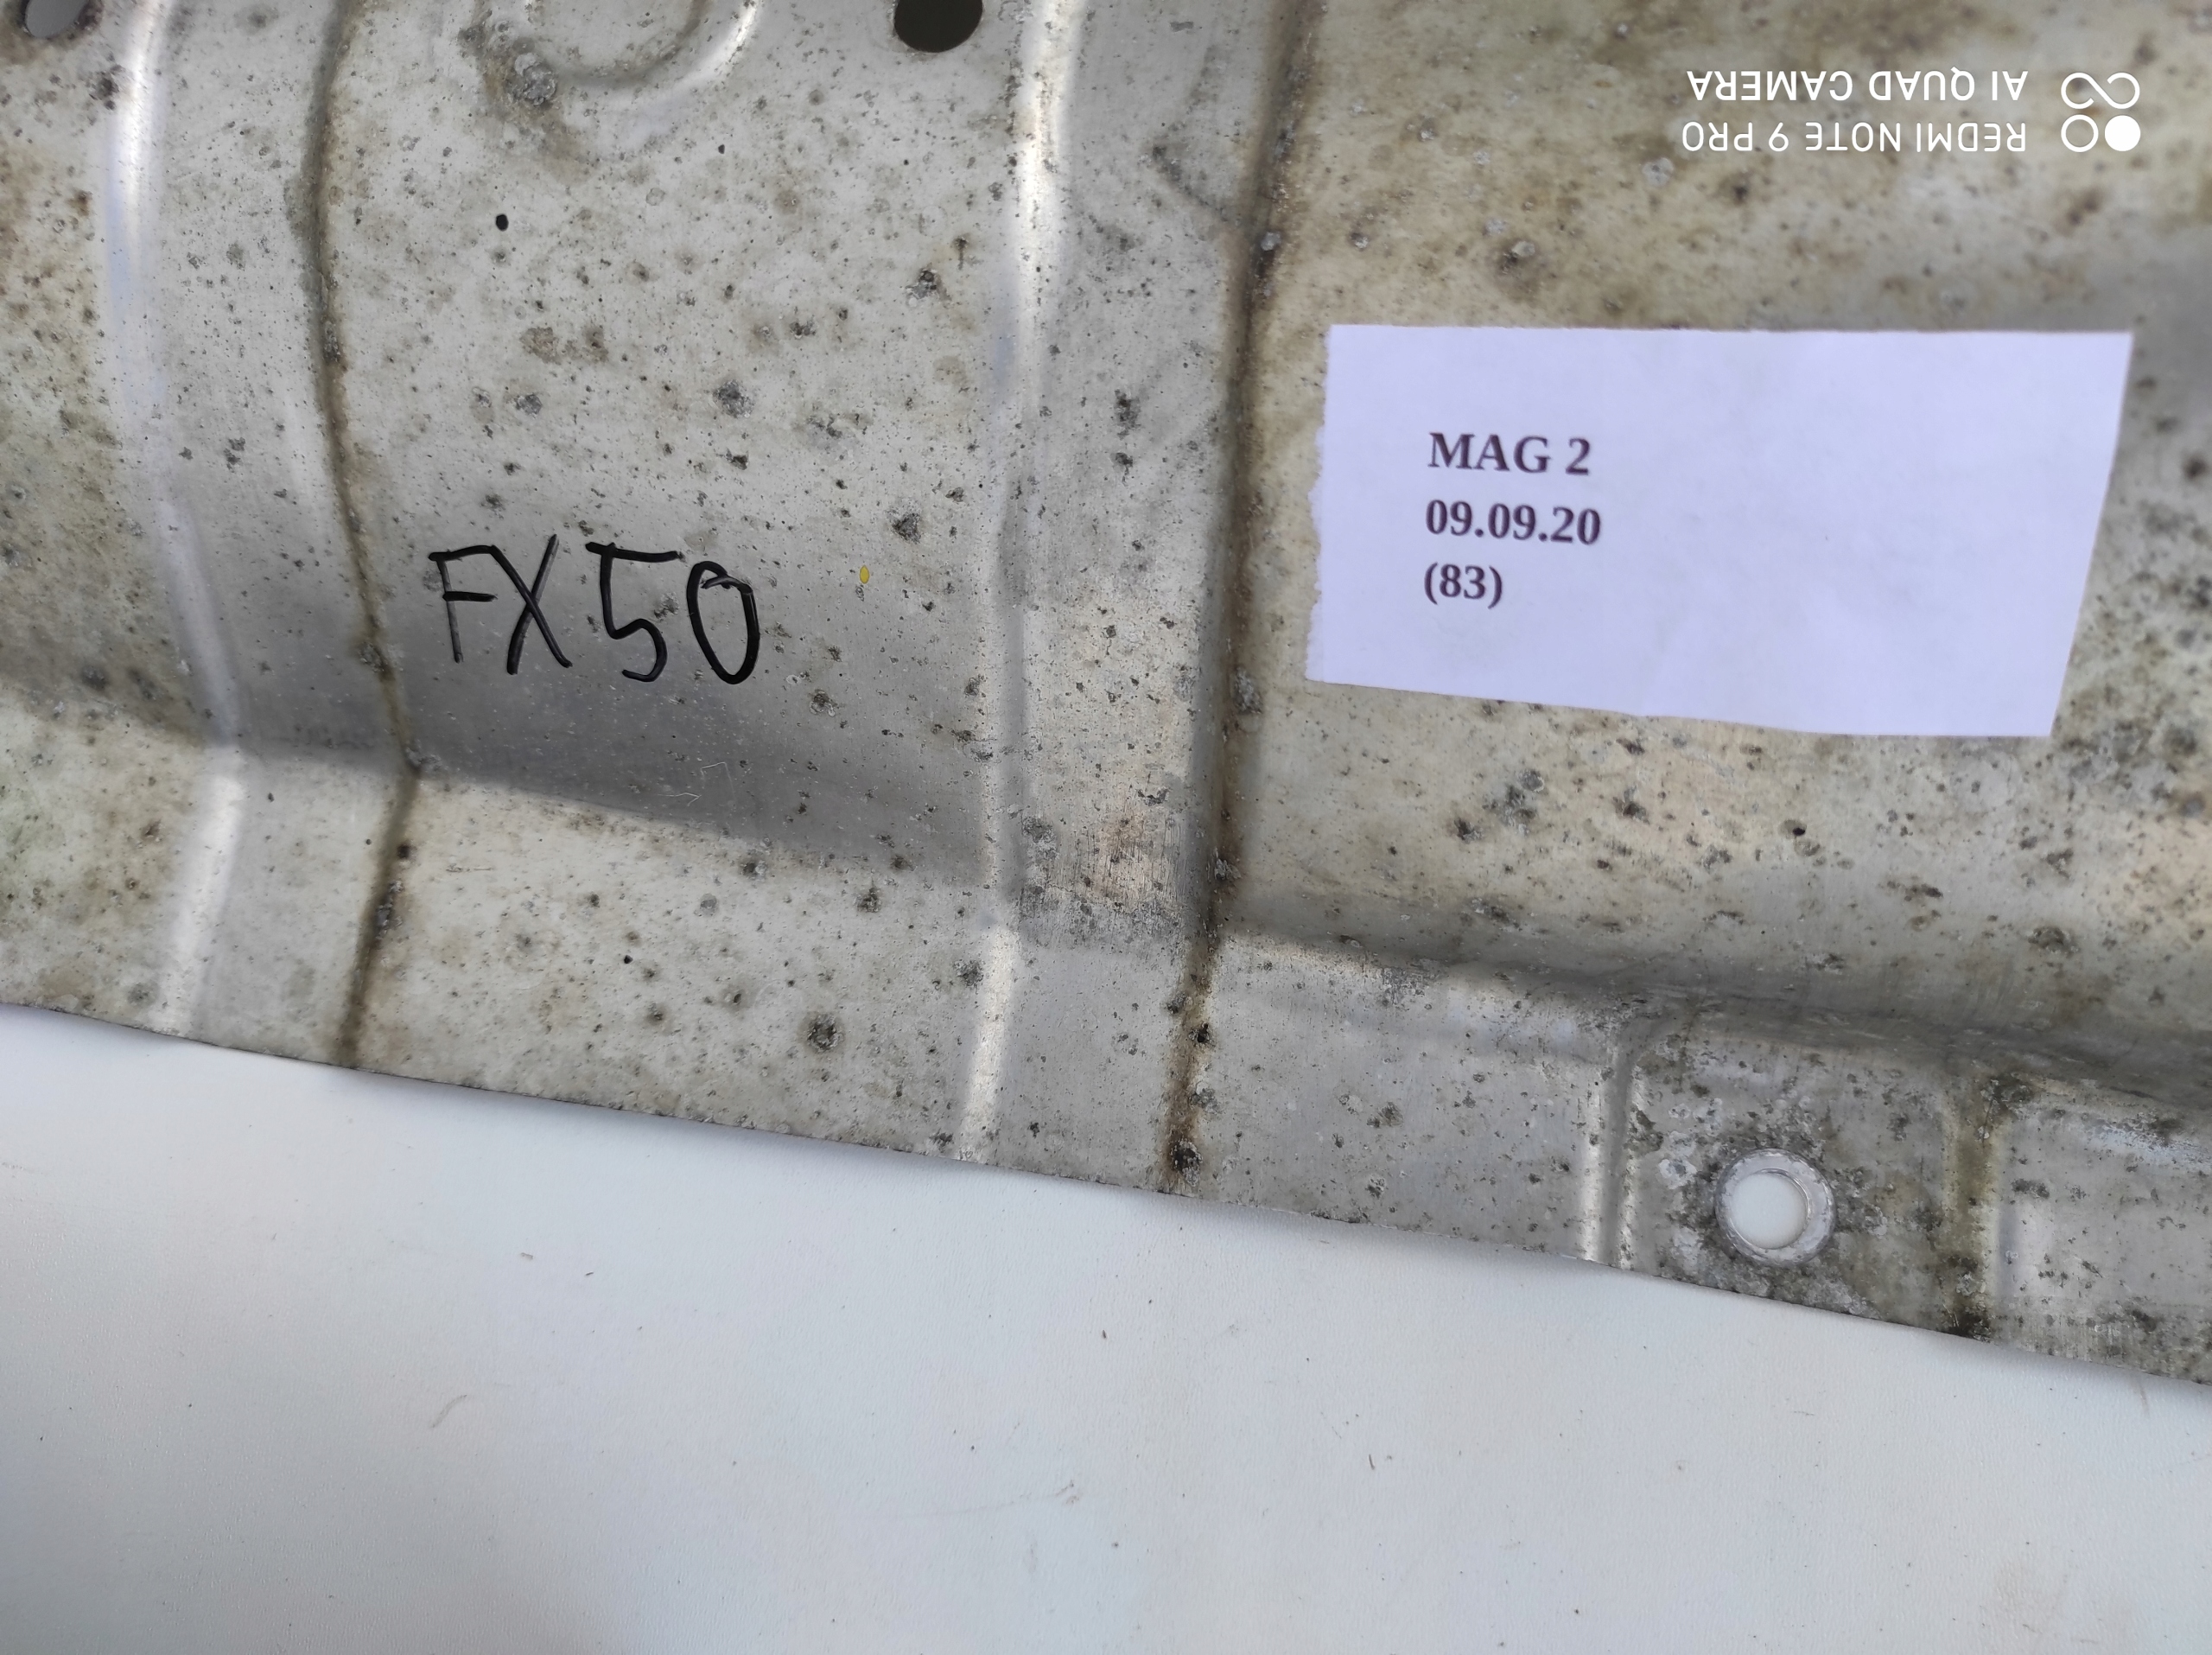 FX50
MAG 2
09.09.20
(83)
REDMI NOTE 9 PRO
AI QUAD CAMERA